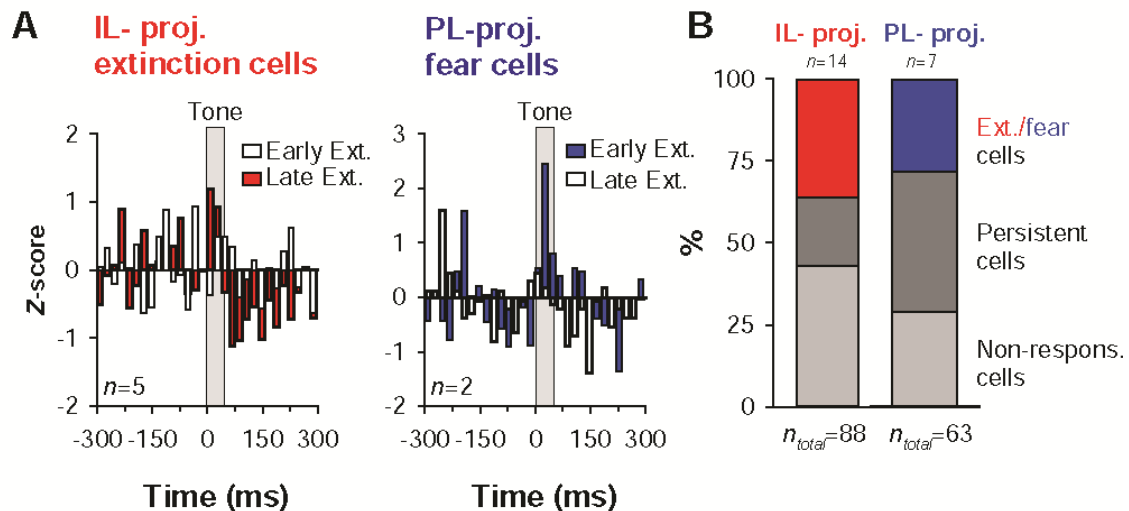 A
IL- proj.
extinction cells
Tone
Early Ext.
Late Ext.
Z-score
2
1
0
-1
-2
n=5
-300 -150 0 150 300
Time (ms)
PL-proj.
fear cells
Tone
Early Ext.
Late Ext.
3
2
1
0
-1
-2
n=2
-300 -150 0 150 300
Time (ms)
B
IL- proj. PL- proj.
n=14 n=7
%
100
75
50
25
0
Ext./fear
cells
Persistent
cells
Non-respons.
cells
ntotal=88 ntotal=63